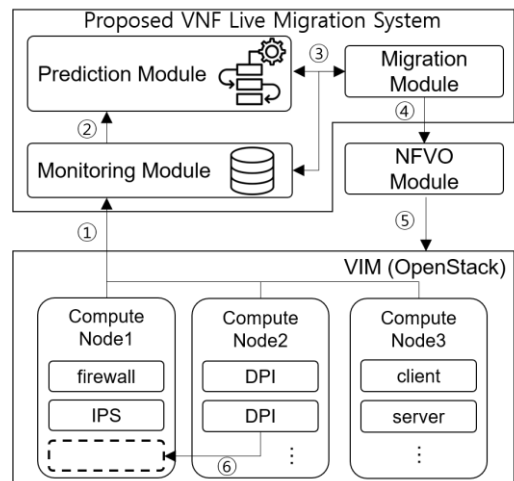 Proposed VNF Live Migration System
Prediction Module
③
Migration
Module
②
④
Monitoring Module
NFVO
Module
①
⑤
VIM (OpenStack)
Compute
Node1
firewall
IPS
Compute
Node2
DPI
DPI
⋮
⑥
Compute
Node3
client
server
⋮